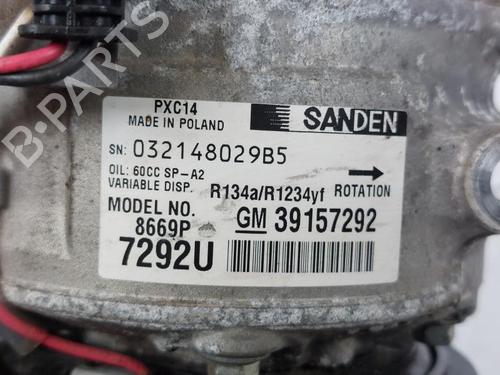 PXC14
MADE IN POLAND
SANDEN
SN: 032148029B5
OIL: 60CC SP-A2
VARIABLE DISP.
R134a/R1234yf ROTATION
MODEL NO.
8669P
GM 39157292
7292U
B-PARTS